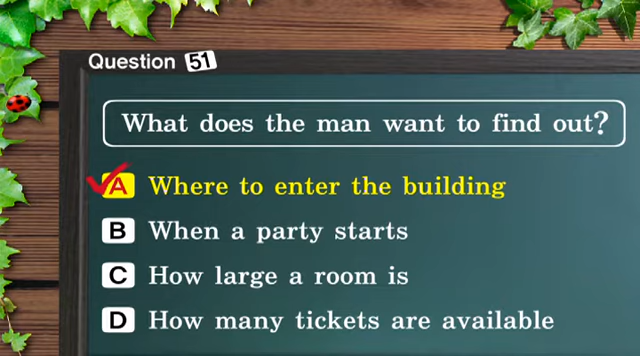 Question 51
What does the man want to find out?
A Where to enter the building
B When a party starts
C How large a room is
D How many tickets are available